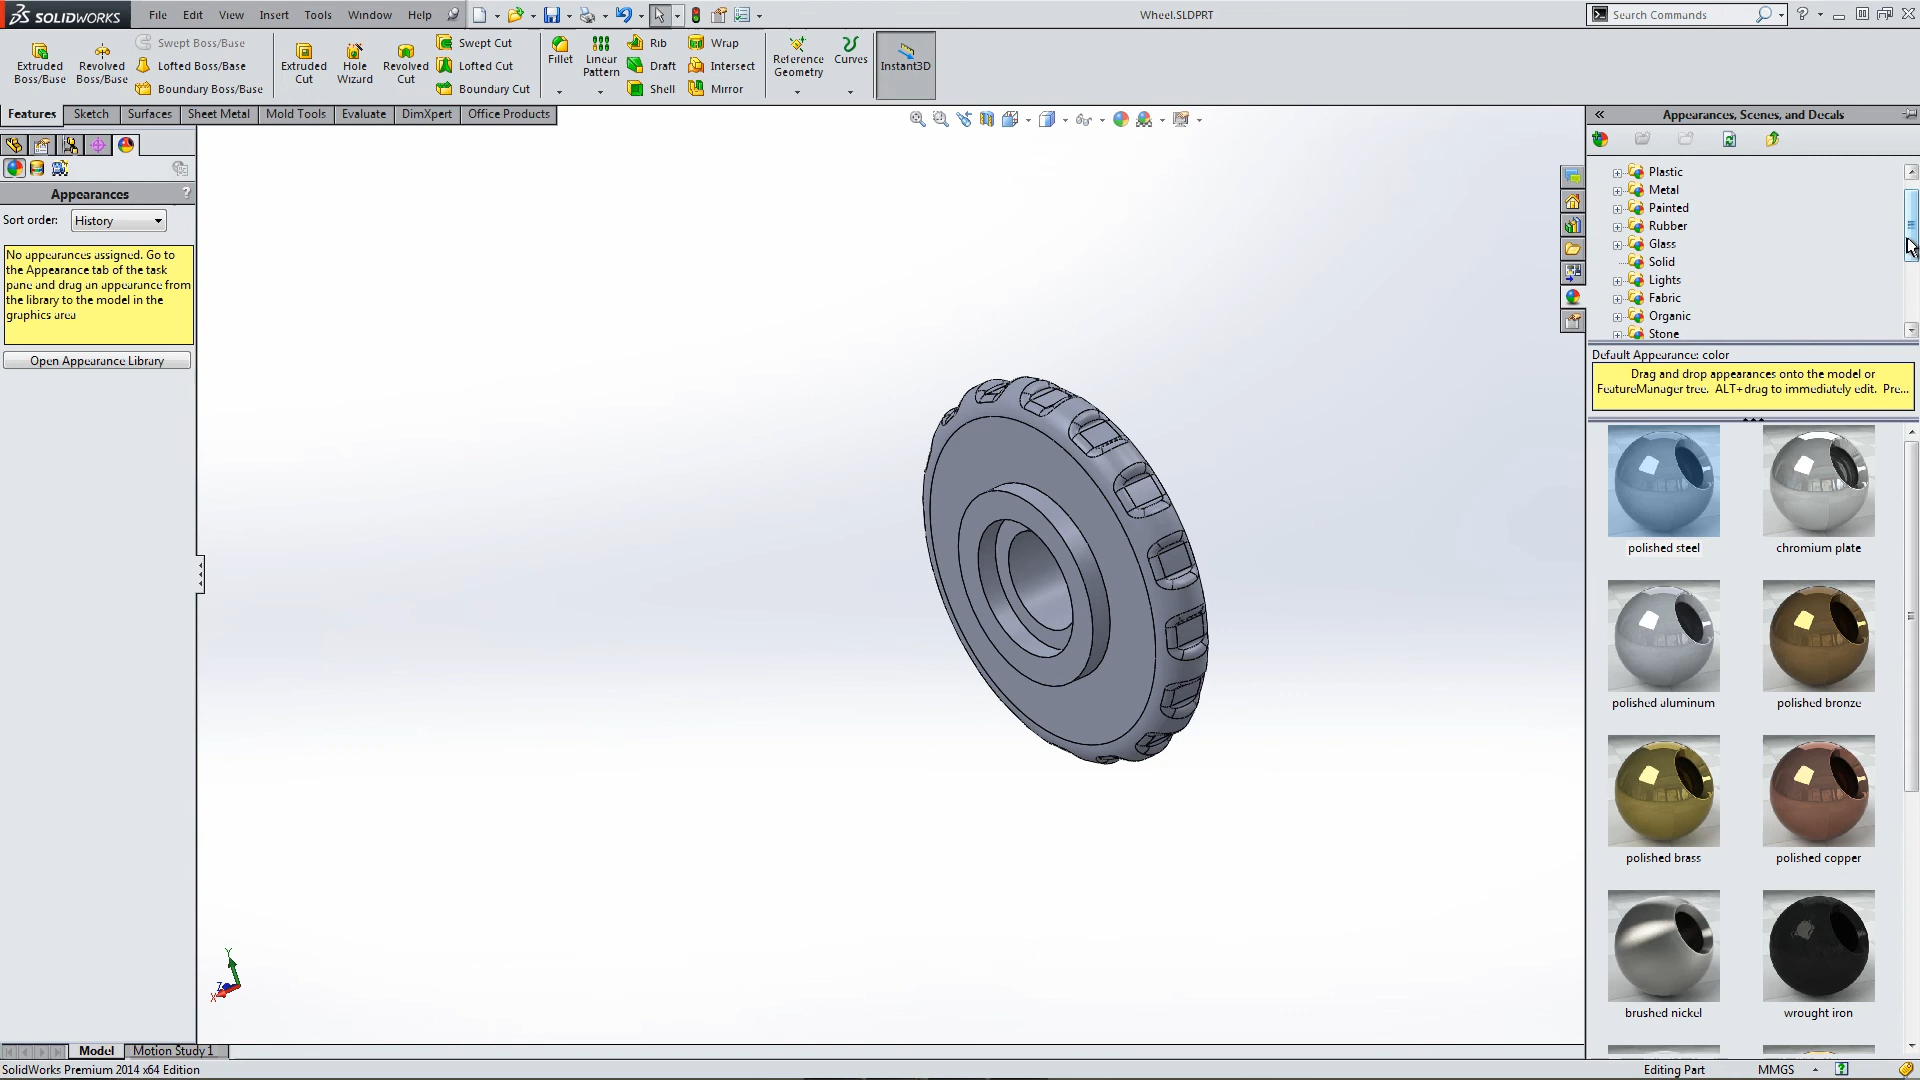 SOLIDWORKS File Edit View Insert Tools Window Help Wheel.SLDPRT Search Commands
Extruded Boss/Base
Revolved Boss/Base
Swept Boss/Base
Lofted Boss/Base
Boundary Boss/Base
Extruded Cut
Hole Wizard
Revolved Cut
Swept Cut
Lofted Cut
Boundary Cut
Fillet
Linear Pattern
Rib
Draft
Shell
Wrap
Intersect
Mirror
Reference Geometry
Curves
Instant3D
Features Sketch Surfaces Sheet Metal Mold Tools Evaluate DimXpert Office Products
Appearances ?
Sort order: History
No appearances assigned. Go to
the Appearance tab of the task
pane and drag an appearance from
the library to the model in the
graphics area
Open Appearance Library
Y
Z
X
Appearances, Scenes, and Decals
Plastic
Metal
Painted
Rubber
Glass
Solid
Lights
Fabric
Organic
Stone
Default Appearance: color
Drag and drop appearances onto the model or
FeatureManager tree. ALT+drag to immediately edit. Pre...
polished steel chromium plate
polished aluminum polished bronze
polished brass polished copper
brushed nickel wrought iron
Model Motion Study 1
SolidWorks Premium 2014 x64 Edition Editing Part MMGS